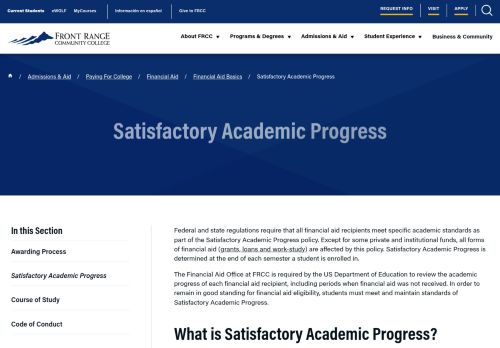 Current Students eWOLF MyCourses Información en español Give to FRCC REQUEST INFO VISIT APPLY
FRONT RANGE
COMMUNITY COLLEGE
About FRCC Programs & Degrees Admissions & Aid Student Experience Business & Community
/ Admissions & Aid / Paying For College / Financial Aid / Financial Aid Basics / Satisfactory Academic Progress
Satisfactory Academic Progress
In this Section
Awarding Process
Satisfactory Academic Progress
Course of Study
Code of Conduct
Federal and state regulations require that all financial aid recipients meet specific academic standards as
part of the Satisfactory Academic Progress policy. Except for some private and institutional funds, all forms
of financial aid (grants, loans and work-study) are affected by this policy. Satisfactory Academic Progress is
determined at the end of each semester a student is enrolled in.
The Financial Aid Office at FRCC is required by the US Department of Education to review the academic
progress of each financial aid recipient, including periods when financial aid was not received. In order to
remain in good standing for financial aid eligibility, students must meet and maintain standards of
Satisfactory Academic Progress.
What is Satisfactory Academic Progress?